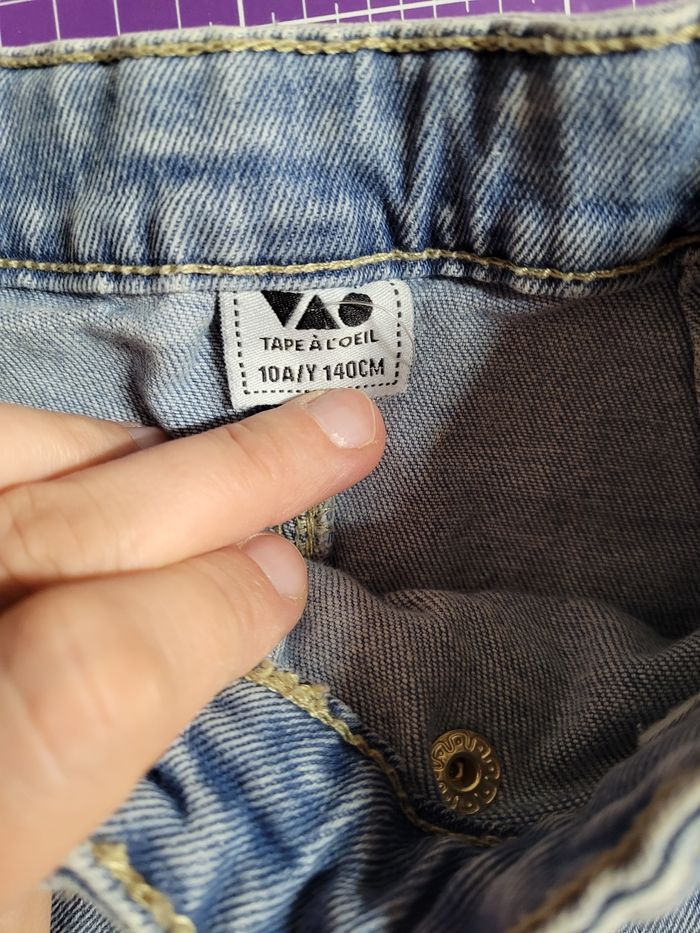 TAPE À L'OEIL
10A/Y 140CM